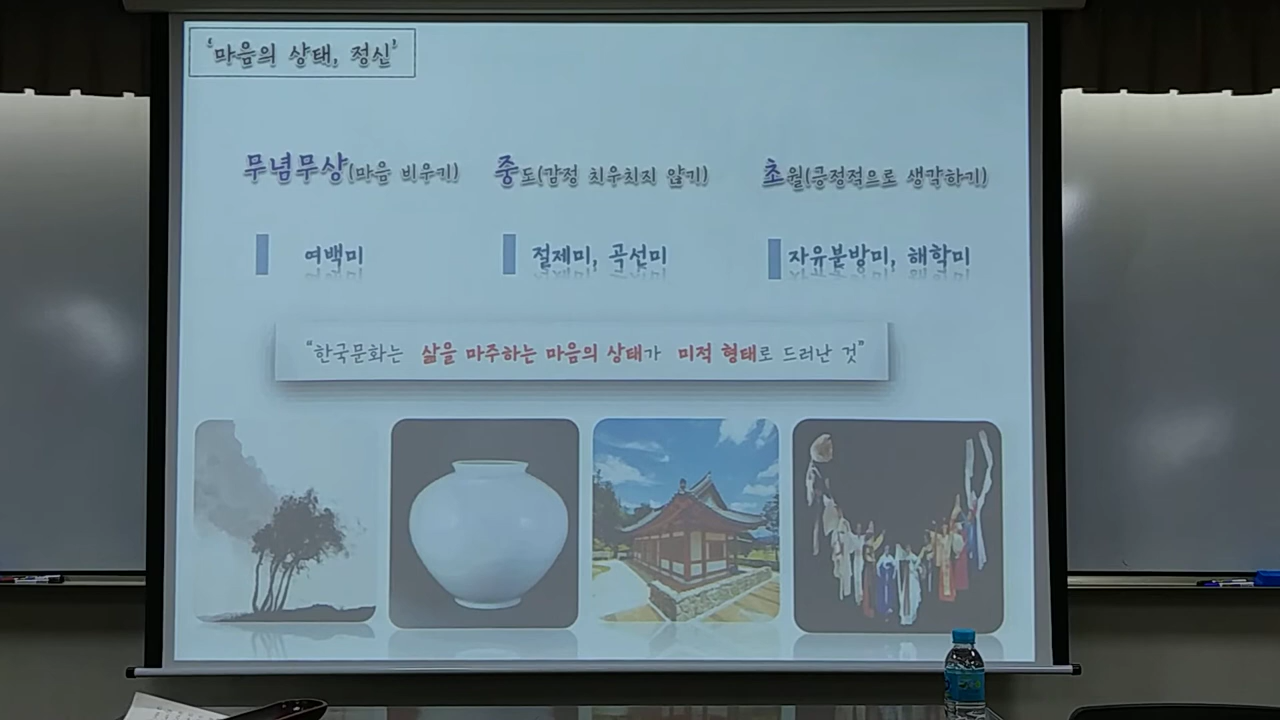 '마음의 상태, 정신'
무념무상(마음 비우기) 중도(감정 치우치지 않기) 초월(긍정적으로 생각하기)
여백미 절제미, 곡선미 자유분방미, 해학미
"한국문화는 삶을 마주하는 마음의 상태가 미적 형태로 드러난 것"